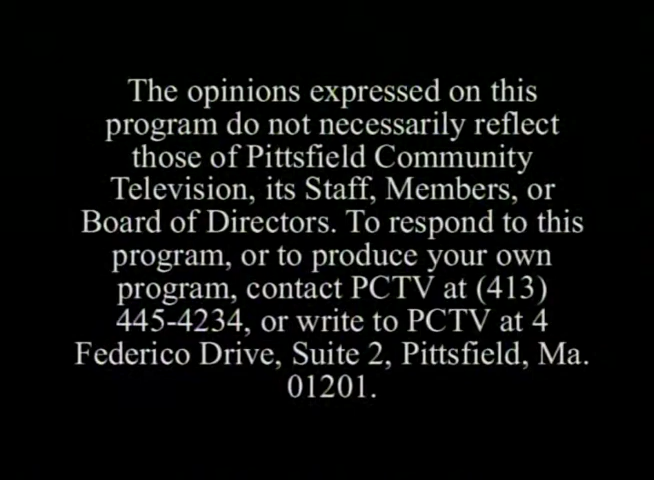 The opinions expressed on this
program do not necessarily reflect
those of Pittsfield Community
Television, its Staff, Members, or
Board of Directors. To respond to this
program, or to produce your own
program, contact PCTV at (413)
445-4234, or write to PCTV at 4
Federico Drive, Suite 2, Pittsfield, Ma.
01201.